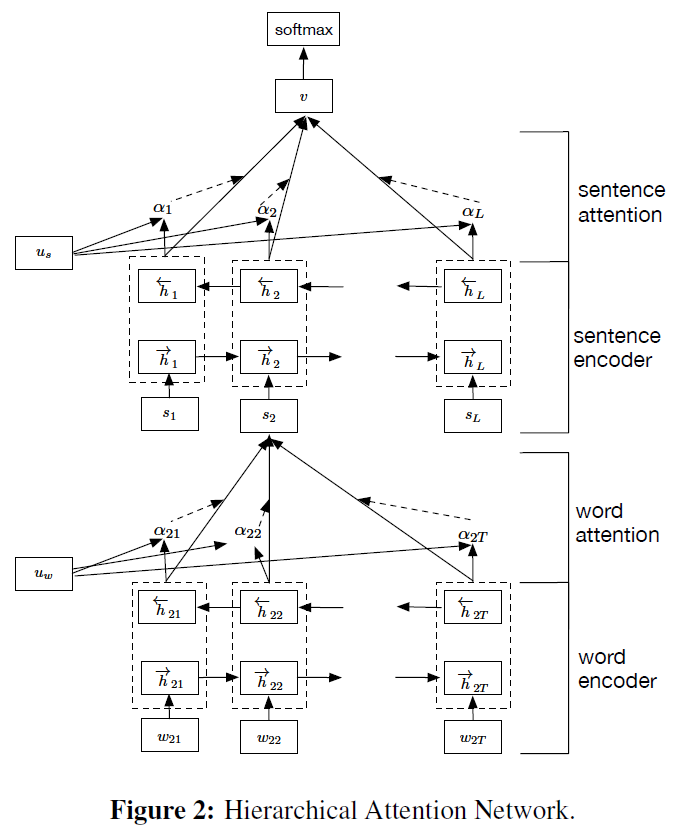 softmax
v
α1 α2 αL
sentence
attention
us
←h1 ←h2 ←hL
→h1 →h2 →hL
sentence
encoder
s1 s2 sL
word
attention
α21 α22 α2T
uw
←h21 ←h22 ←h2T
→h21 →h22 →h2T
word
encoder
w21 w22 w2T
Figure 2: Hierarchical Attention Network.